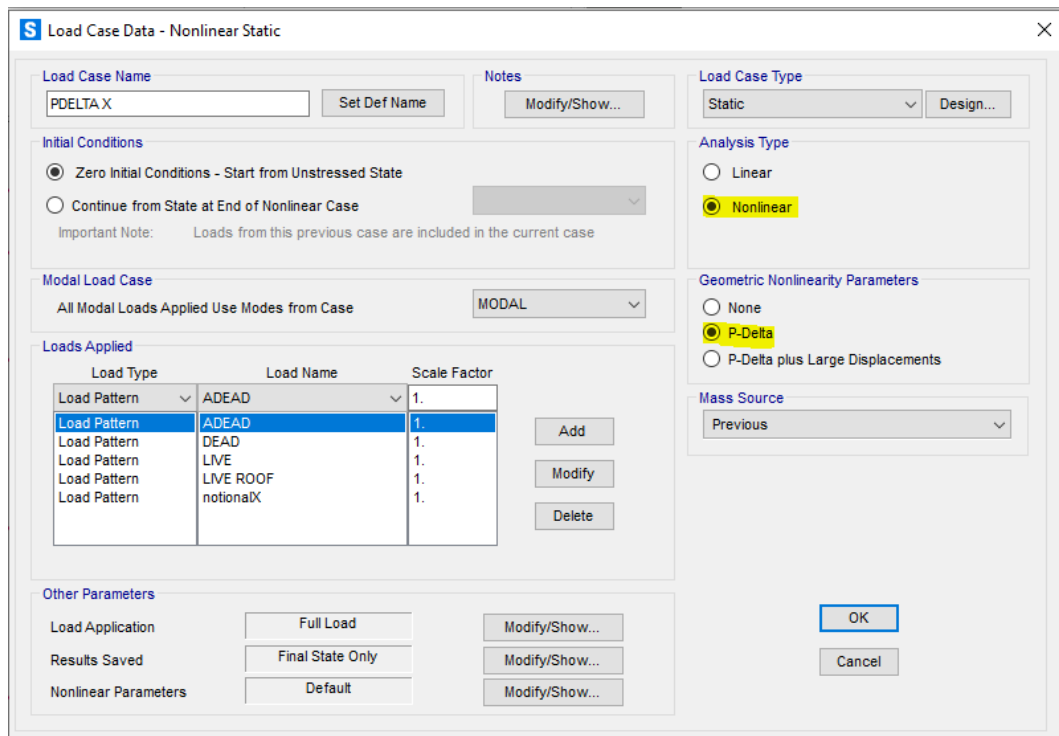 S Load Case Data - Nonlinear Static
Load Case Name
PDELTA X
Set Def Name
Notes
Modify/Show...
Load Case Type
Static
Design...
Initial Conditions
Zero Initial Conditions - Start from Unstressed State
Continue from State at End of Nonlinear Case
Important Note: Loads from this previous case are included in the current case
Analysis Type
Linear
Nonlinear
Modal Load Case
All Modal Loads Applied Use Modes from Case
MODAL
Geometric Nonlinearity Parameters
None
P-Delta
P-Delta plus Large Displacements
Loads Applied
Load Type Load Name Scale Factor
Load Pattern ADEAD 1.
Load Pattern ADEAD 1.
Load Pattern DEAD 1.
Load Pattern LIVE 1.
Load Pattern LIVE ROOF 1.
Load Pattern notionalX 1.
Add
Modify
Delete
Mass Source
Previous
Other Parameters
Load Application Full Load Modify/Show...
Results Saved Final State Only Modify/Show...
Nonlinear Parameters Default Modify/Show...
OK
Cancel